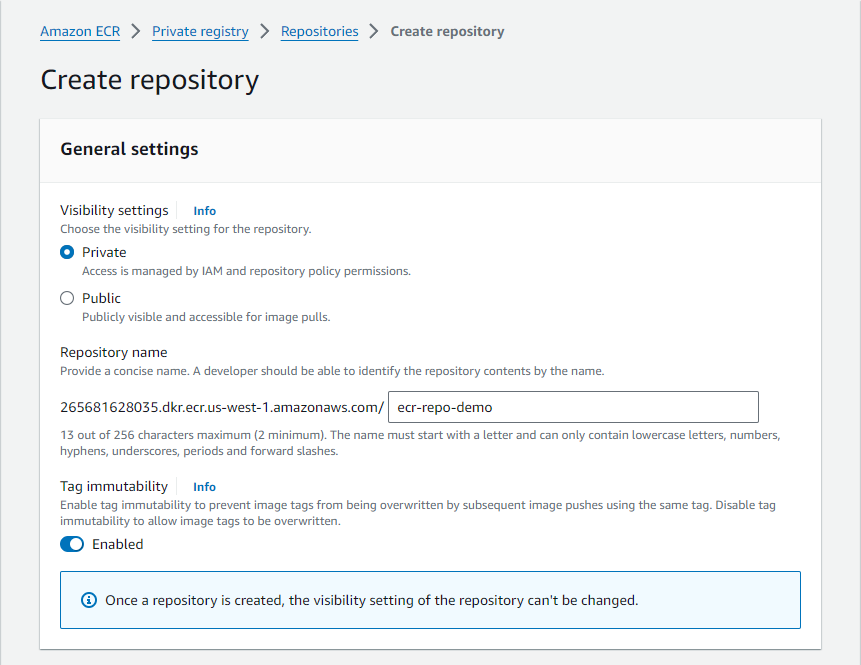 Amazon ECR > Private registry > Repositories > Create repository
Create repository
General settings
Visibility settings Info
Choose the visibility setting for the repository.
Private
Access is managed by IAM and repository policy permissions.
Public
Publicly visible and accessible for image pulls.
Repository name
Provide a concise name. A developer should be able to identify the repository contents by the name.
265681628035.dkr.ecr.us-west-1.amazonaws.com/ ecr-repo-demo
13 out of 256 characters maximum (2 minimum). The name must start with a letter and can only contain lowercase letters, numbers,
hyphens, underscores, periods and forward slashes.
Tag immutability Info
Enable tag immutability to prevent image tags from being overwritten by subsequent image pushes using the same tag. Disable tag
immutability to allow image tags to be overwritten.
Enabled
Once a repository is created, the visibility setting of the repository can't be changed.